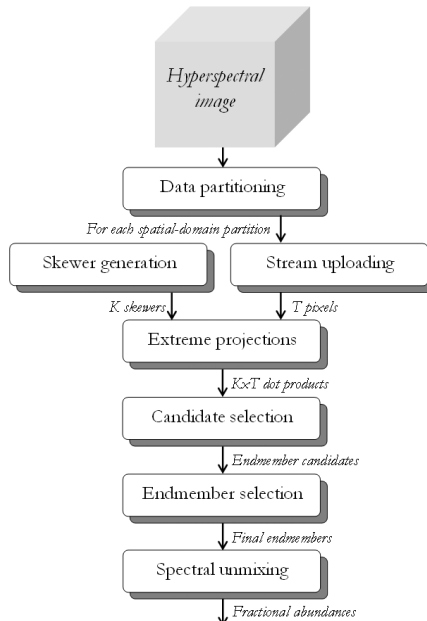 Hyperspectral
image
Data partitioning
For each spatial-domain partition
Skewer generation
Stream uploading
K skewers
T pixels
Extreme projections
KxT dot products
Candidate selection
Endmember candidates
Endmember selection
Final endmembers
Spectral unmixing
Fractional abundances